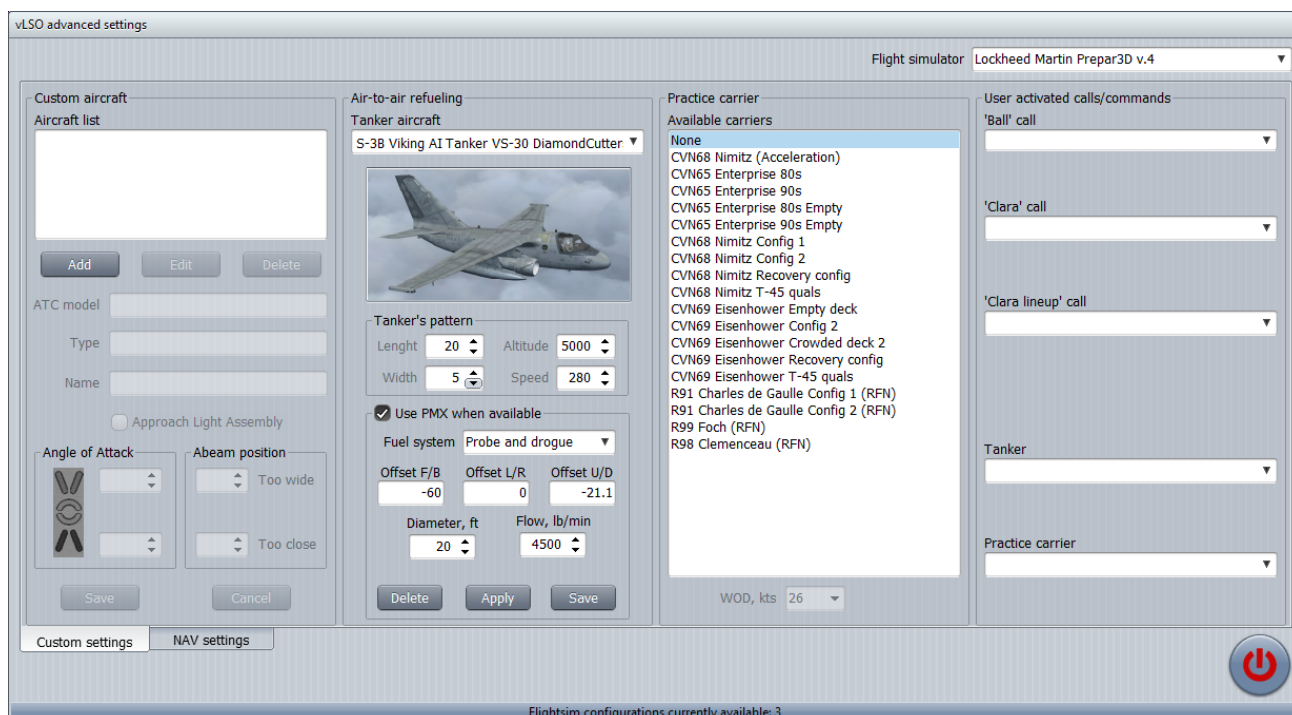 vLSO advanced settings
Flight simulator Lockheed Martin Prepar3D v.4
Custom aircraft
Aircraft list
Add Edit Delete
ATC model
Type
Name
Approach Light Assembly
Angle of Attack
Abeam position
Too wide
Too close
Save Cancel
Air-to-air refueling
Tanker aircraft
S-3B Viking AI Tanker VS-30 DiamondCutter
Tanker's pattern
Lenght 20 Altitude 5000
Width 5 Speed 280
Use PMX when available
Fuel system Probe and drogue
Offset F/B Offset L/R Offset U/D
-60 0 -21.1
Diameter, ft Flow, lb/min
20 4500
Delete Apply Save
Practice carrier
Available carriers
None
CVN68 Nimitz (Acceleration)
CVN65 Enterprise 80s
CVN65 Enterprise 90s
CVN65 Enterprise 80s Empty
CVN65 Enterprise 90s Empty
CVN68 Nimitz Config 1
CVN68 Nimitz Config 2
CVN68 Nimitz Recovery config
CVN68 Nimitz T-45 quals
CVN69 Eisenhower Empty deck
CVN69 Eisenhower Config 2
CVN69 Eisenhower Crowded deck 2
CVN69 Eisenhower Recovery config
CVN69 Eisenhower T-45 quals
R91 Charles de Gaulle Config 1 (RFN)
R91 Charles de Gaulle Config 2 (RFN)
R99 Foch (RFN)
R98 Clemenceau (RFN)
WOD, kts 26
User activated calls/commands
'Ball' call
'Clara' call
'Clara lineup' call
Tanker
Practice carrier
Custom settings NAV settings
Flightsim configurations currently available: 3